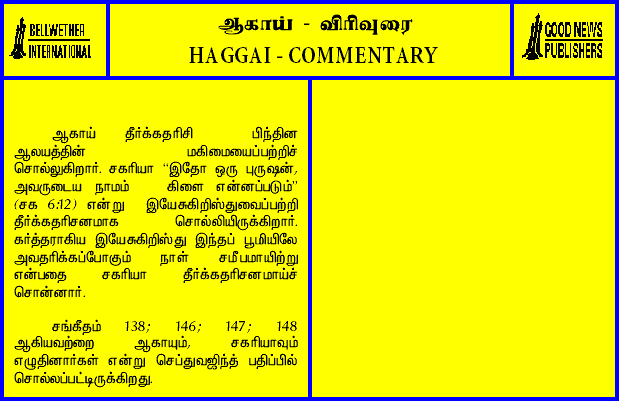 BELLWETHER
INTERNATIONAL
ஆகாய் - விரிவுரை
HAGGAI - COMMENTARY
GOOD NEWS
PUBLISHERS
ஆகாய் தீர்க்கதரிசி பிந்தின
ஆலயத்தின் மகிமையைப்பற்றிச்
சொல்லுகிறார். சகரியா “இதோ ஒரு புருஷன்,
அவருடைய நாமம் கிளை என்னப்படும்”
(சக 6:12) என்று இயேசுகிறிஸ்துவைப்பற்றி
தீர்க்கதரிசனமாக சொல்லியிருக்கிறார்.
கர்த்தராகிய இயேசுகிறிஸ்து இந்தப் பூமியிலே
அவதரிக்கப்போகும் நாள் சமீபமாயிற்று
என்பதை சகரியா தீர்க்கதரிசனமாய்ச்
சொன்னார்.
சங்கீதம் 138; 146; 147; 148
ஆகியவற்றை ஆகாயும், சகரியாவும்
எழுதினார்கள் என்று செப்துவஜிந்த் பதிப்பில்
சொல்லப்பட்டிருக்கிறது.